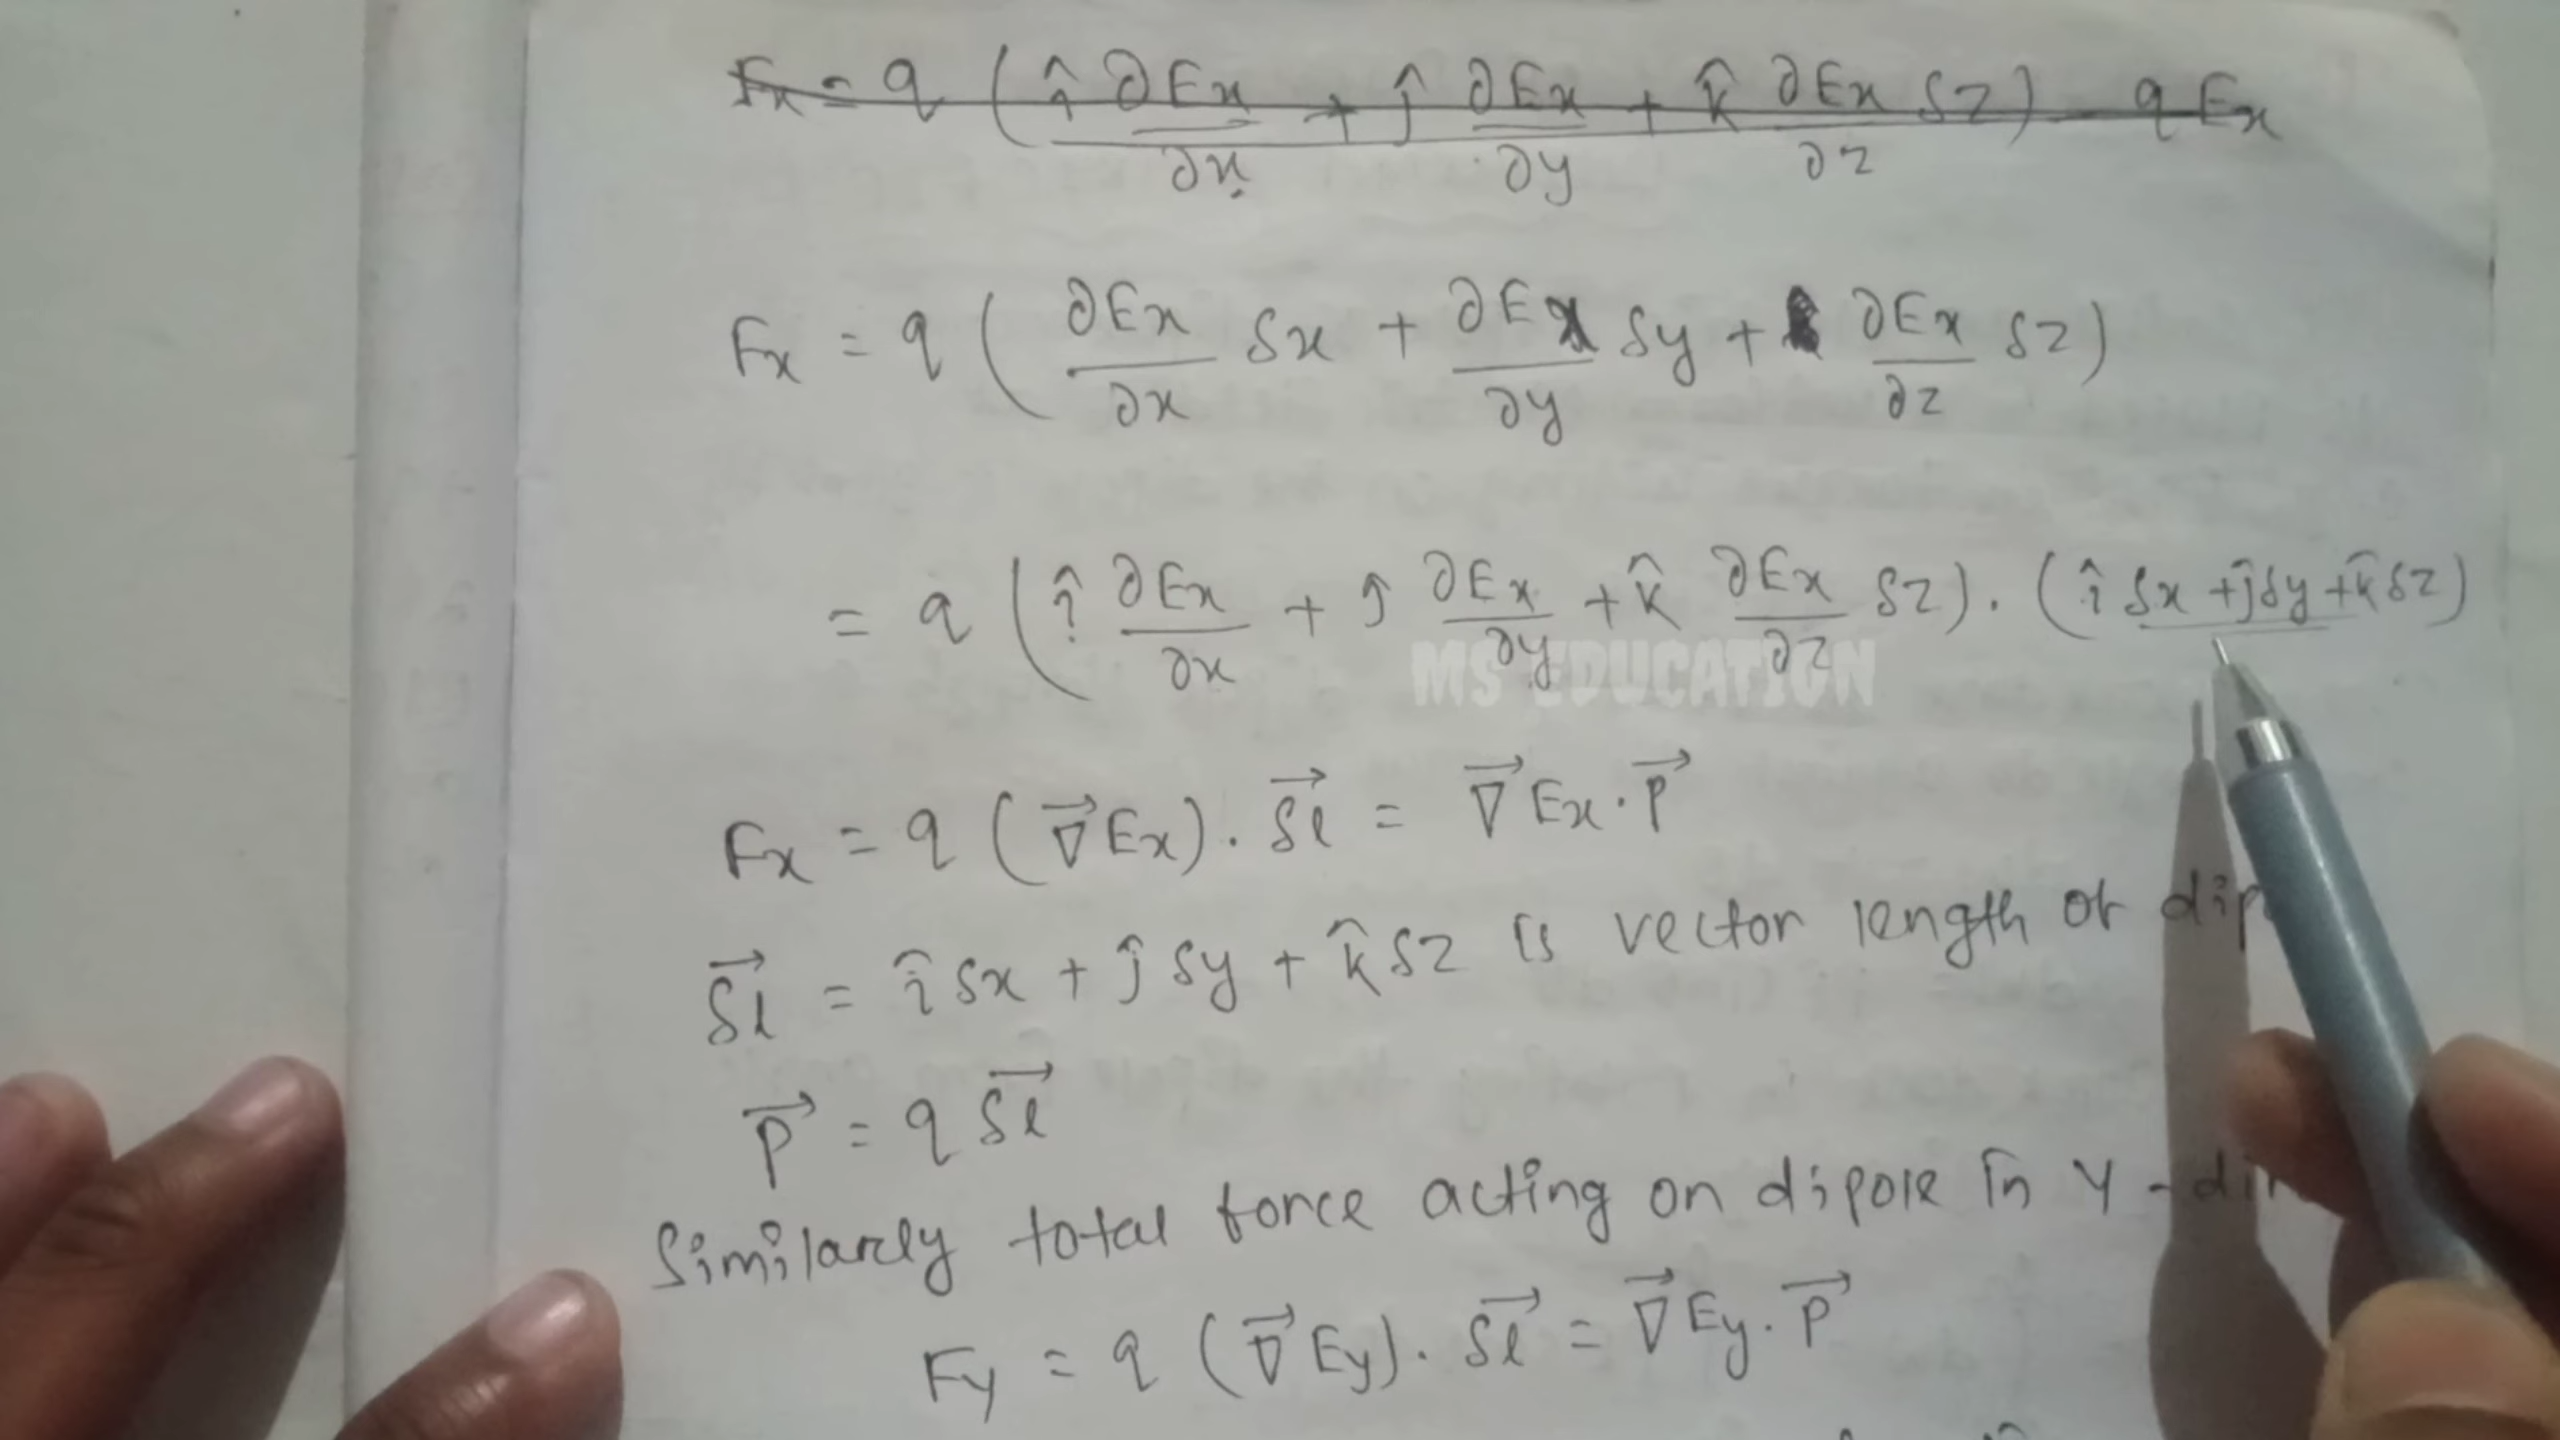 Fx = q ( î ∂Ex/∂x + ĵ ∂Ex/∂y + k̂ ∂Ex/∂z δz) - qEx
Fx = q ( ∂Ex/∂x δx + ∂Ex/∂y δy + ∂Ex/∂z δz)
= q ( î ∂Ex/∂x + ĵ ∂Ex/∂y + k̂ ∂Ex/∂z δz) . (î δx + ĵ δy + k̂ δz)
MS EDUCATION
Fx = q (∇⃗Ex) . δl⃗ = ∇⃗Ex . P⃗
δl⃗ = î δx + ĵ δy + k̂ δz is vector length of
P⃗ = q δl⃗
Similarly total force acting on dipole in Y -
Fy = q (∇⃗Ey) . δl⃗ = ∇⃗Ey . P⃗